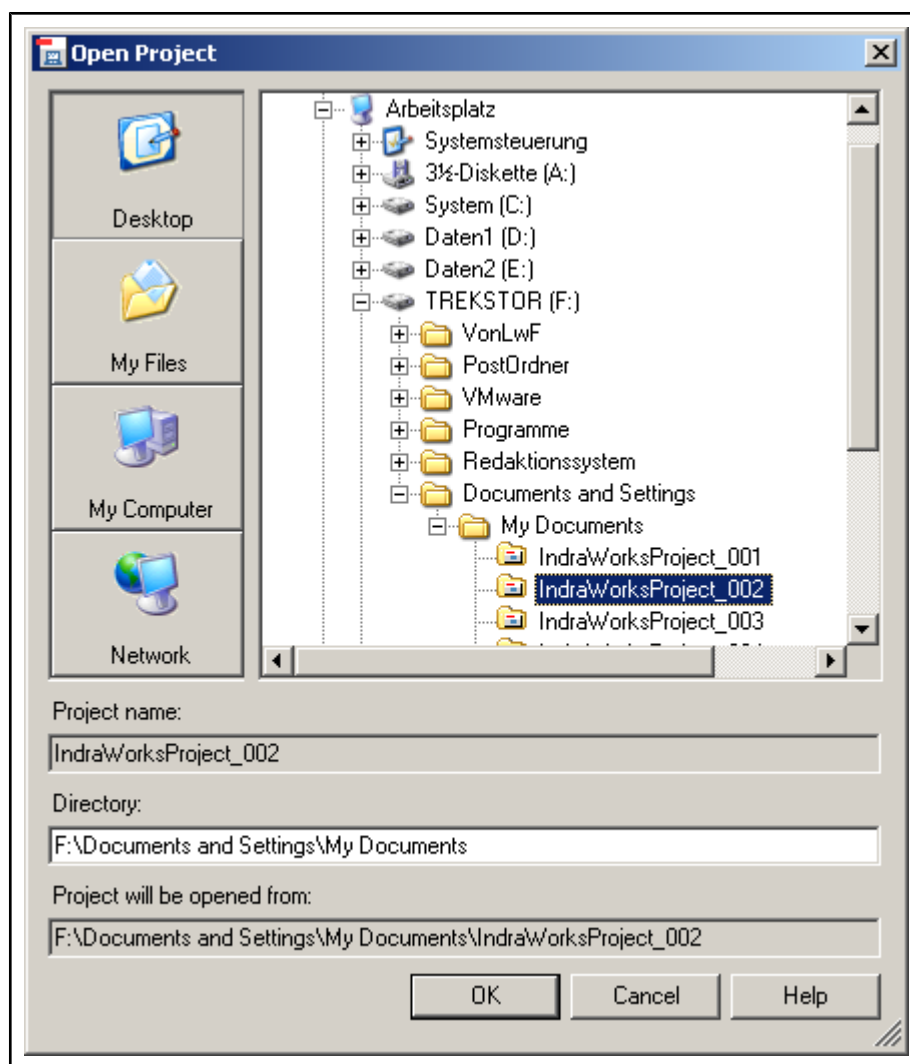 Open Project
Desktop
My Files
My Computer
Network
Arbeitsplatz
Systemsteuerung
3½-Diskette (A:)
System (C:)
Daten1 (D:)
Daten2 (E:)
TREKSTOR (F:)
VonLwF
PostOrdner
VMware
Programme
Redaktionssystem
Documents and Settings
My Documents
IndraWorksProject_001
IndraWorksProject_002
IndraWorksProject_003
Project name:
IndraWorksProject_002
Directory:
F:\Documents and Settings\My Documents
Project will be opened from:
F:\Documents and Settings\My Documents\IndraWorksProject_002
OK Cancel Help